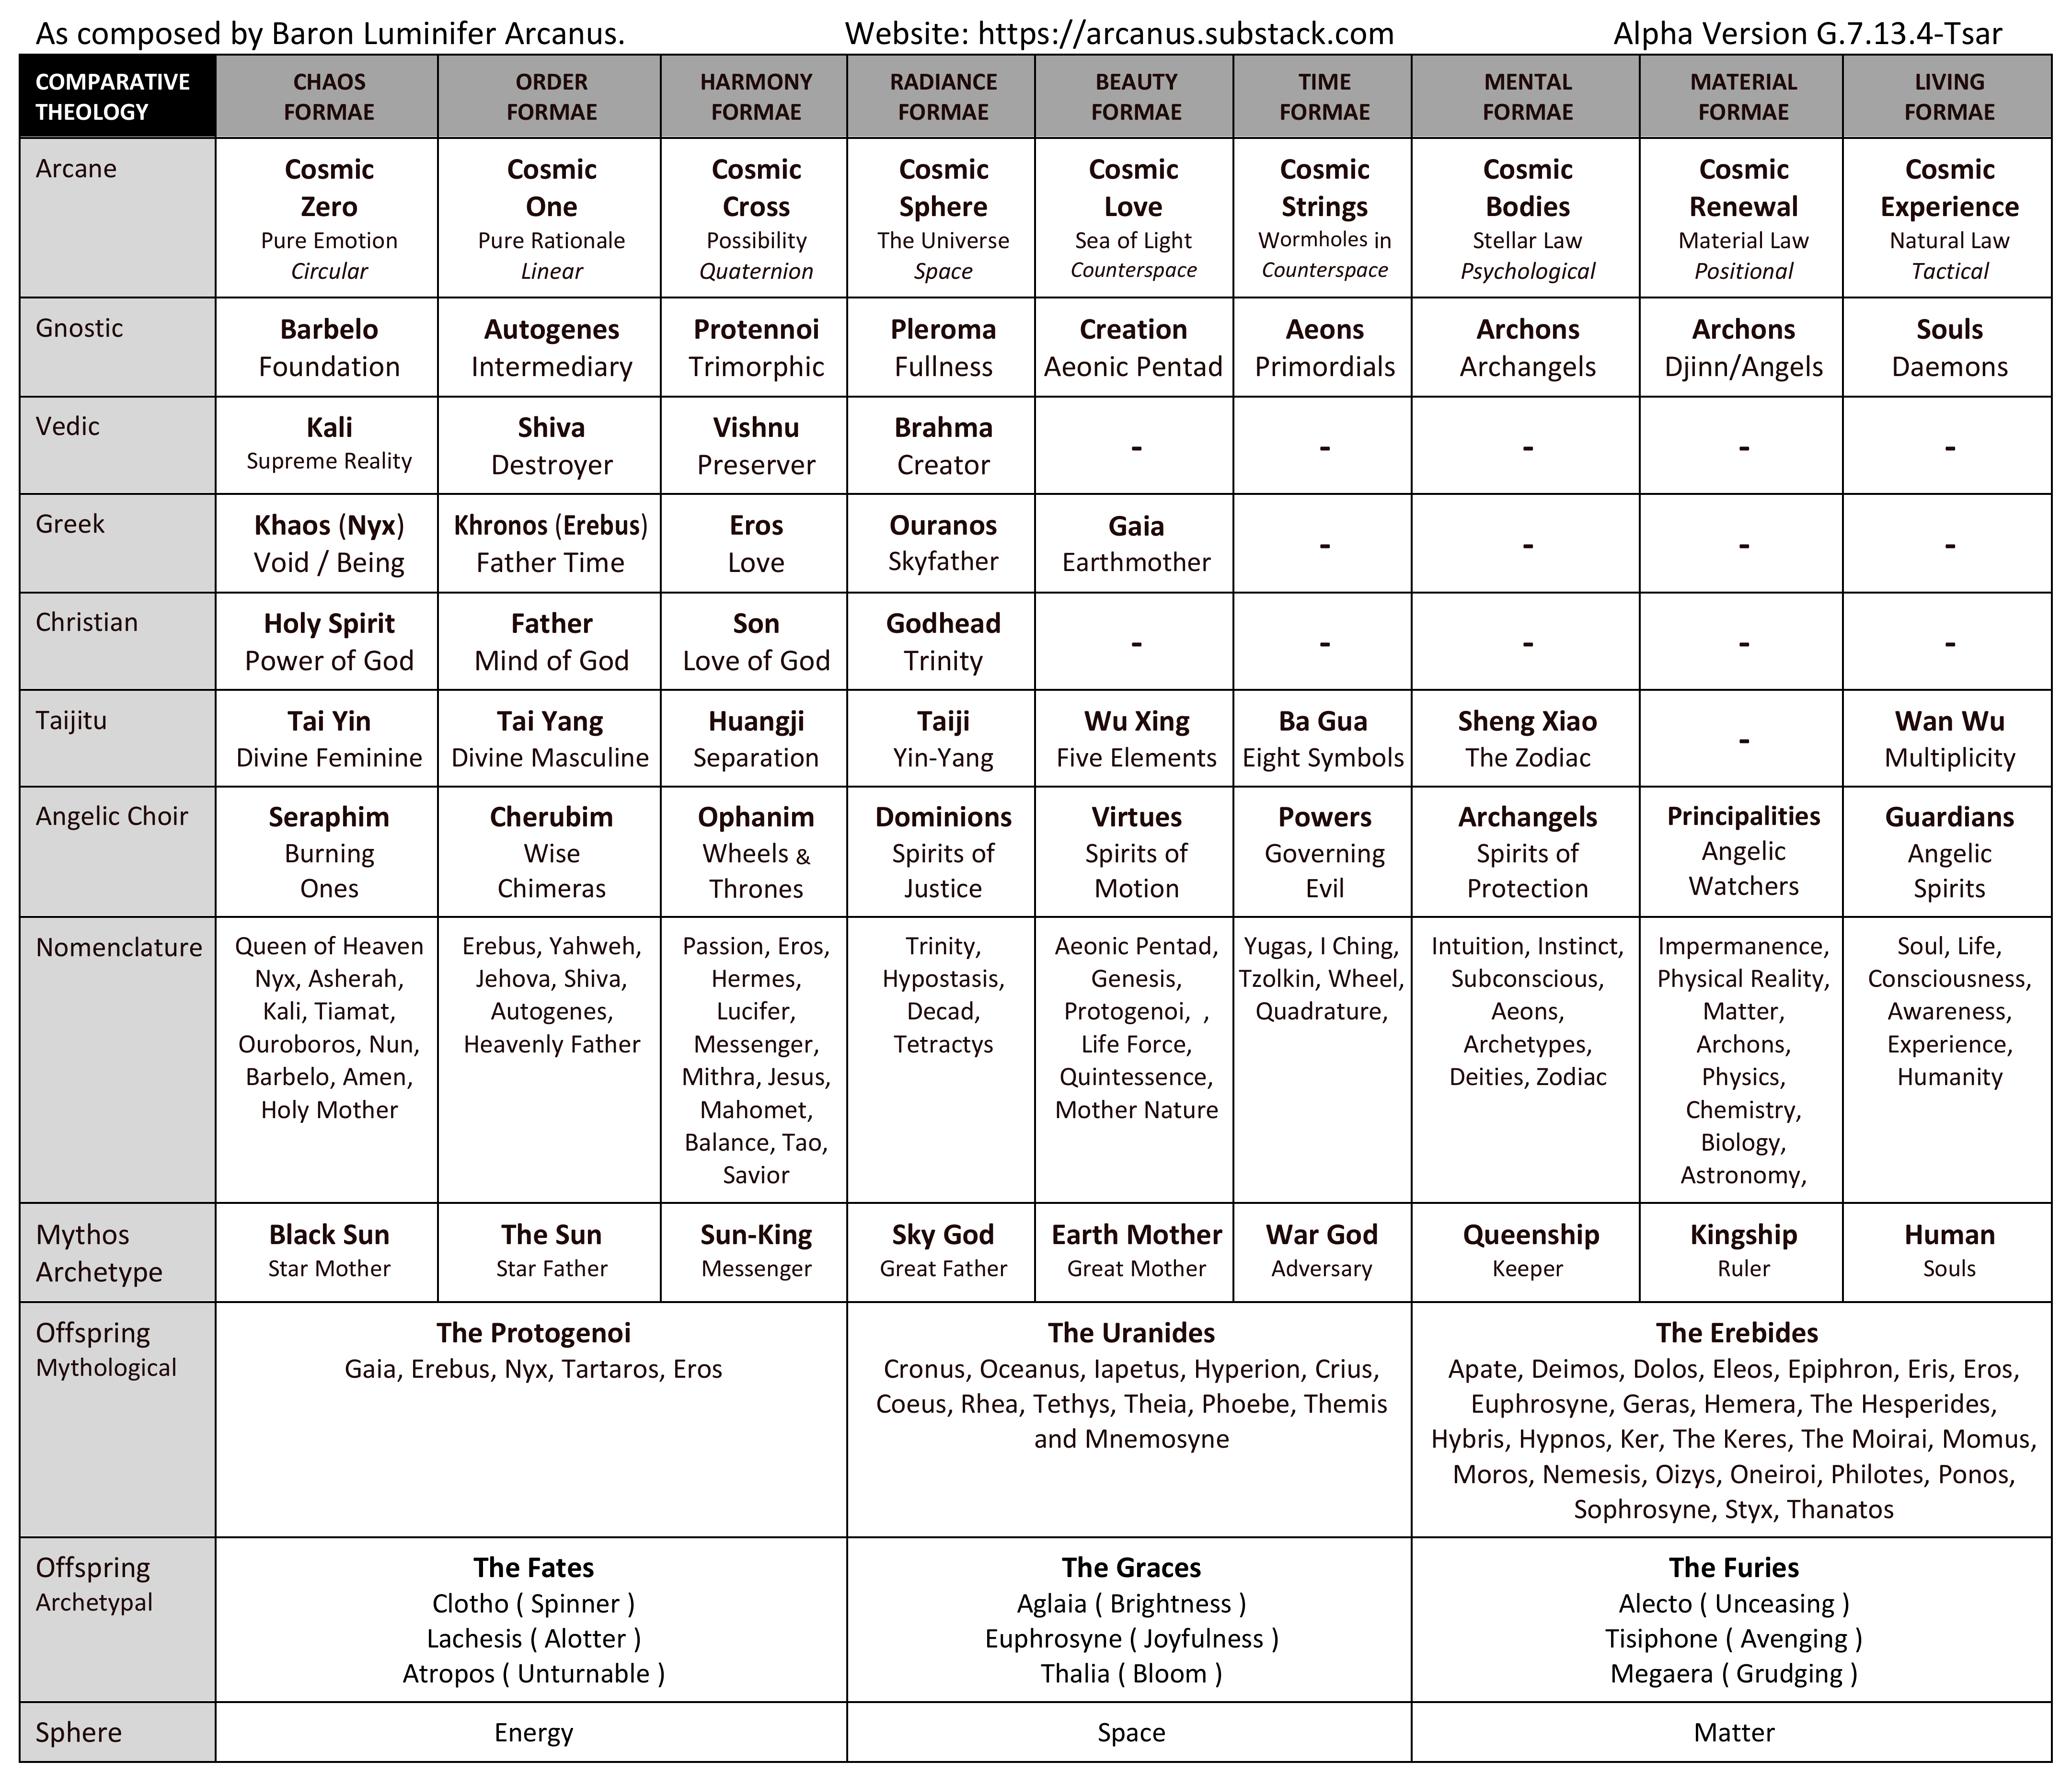 As composed by Baron Luminifer Arcanus. Website: https://arcanus.substack.com Alpha Version G.7.13.4-Tsar
COMPARATIVE THEOLOGY
CHAOS FORMAE
ORDER FORMAE
HARMONY FORMAE
RADIANCE FORMAE
BEAUTY FORMAE
TIME FORMAE
MENTAL FORMAE
MATERIAL FORMAE
LIVING FORMAE
Arcane
Cosmic
Zero
Pure Emotion
Circular
Cosmic
One
Pure Rationale
Linear
Cosmic
Cross
Possibility
Quaternion
Cosmic
Sphere
The Universe
Space
Cosmic
Love
Sea of Light
Counterspace
Cosmic
Strings
Wormholes in
Counterspace
Cosmic
Bodies
Stellar Law
Psychological
Cosmic
Renewal
Material Law
Positional
Cosmic
Experience
Natural Law
Tactical
Gnostic
Barbelo
Foundation
Autogenes
Intermediary
Protennoi
Trimorphic
Pleroma
Fullness
Creation
Aeonic Pentad
Aeons
Primordials
Archons
Archangels
Archons
Djinn/Angels
Souls
Daemons
Vedic
Kali
Supreme Reality
Shiva
Destroyer
Vishnu
Preserver
Brahma
Creator
-
-
-
-
-
Greek
Khaos (Nyx)
Void / Being
Khronos (Erebus)
Father Time
Eros
Love
Ouranos
Skyfather
Gaia
Earthmother
-
-
-
-
Christian
Holy Spirit
Power of God
Father
Mind of God
Son
Love of God
Godhead
Trinity
-
-
-
-
-
Taijitu
Tai Yin
Divine Feminine
Tai Yang
Divine Masculine
Huangji
Separation
Taiji
Yin-Yang
Wu Xing
Five Elements
Ba Gua
Eight Symbols
Sheng Xiao
The Zodiac
-
Wan Wu
Multiplicity
Angelic Choir
Seraphim
Burning
Ones
Cherubim
Wise
Chimeras
Ophanim
Wheels &
Thrones
Dominions
Spirits of
Justice
Virtues
Spirits of
Motion
Powers
Governing
Evil
Archangels
Spirits of
Protection
Principalities
Angelic
Watchers
Guardians
Angelic
Spirits
Nomenclature
Queen of Heaven
Nyx, Asherah,
Kali, Tiamat,
Ouroboros, Nun,
Barbelo, Amen,
Holy Mother
Erebus, Yahweh,
Jehova, Shiva,
Autogenes,
Heavenly Father
Passion, Eros,
Hermes,
Lucifer,
Messenger,
Mithra, Jesus,
Mahomet,
Balance, Tao,
Savior
Trinity,
Hypostasis,
Decad,
Tetractys
Aeonic Pentad,
Genesis,
Protogenoi, ,
Life Force,
Quintessence,
Mother Nature
Yugas, I Ching,
Tzolkin, Wheel,
Quadrature,
Intuition, Instinct,
Subconscious,
Aeons,
Archetypes,
Deities, Zodiac
Impermanence,
Physical Reality,
Matter,
Archons,
Physics,
Chemistry,
Biology,
Astronomy,
Soul, Life,
Consciousness,
Awareness,
Experience,
Humanity
Mythos
Archetype
Black Sun
Star Mother
The Sun
Star Father
Sun-King
Messenger
Sky God
Great Father
Earth Mother
Great Mother
War God
Adversary
Queenship
Keeper
Kingship
Ruler
Human
Souls
Offspring
Mythological
The Protogenoi
Gaia, Erebus, Nyx, Tartaros, Eros
The Uranides
Cronus, Oceanus, Iapetus, Hyperion, Crius,
Coeus, Rhea, Tethys, Theia, Phoebe, Themis
and Mnemosyne
The Erebides
Apate, Deimos, Dolos, Eleos, Epiphron, Eris, Eros,
Euphrosyne, Geras, Hemera, The Hesperides,
Hybris, Hypnos, Ker, The Keres, The Moirai, Momus,
Moros, Nemesis, Oizys, Oneiroi, Philotes, Ponos,
Sophrosyne, Styx, Thanatos
Offspring
Archetypal
The Fates
Clotho ( Spinner )
Lachesis ( Alotter )
Atropos ( Unturnable )
The Graces
Aglaia ( Brightness )
Euphrosyne ( Joyfulness )
Thalia ( Bloom )
The Furies
Alecto ( Unceasing )
Tisiphone ( Avenging )
Megaera ( Grudging )
Sphere
Energy
Space
Matter